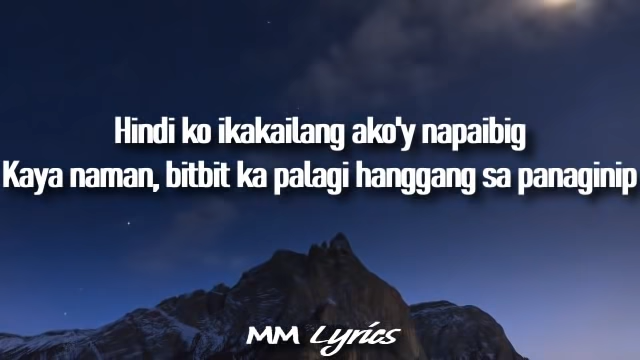 Hindi ko ikakailang ako'y napaibig
Kaya naman, bitbit ka palagi hanggang sa panaginip
MM Lyrics